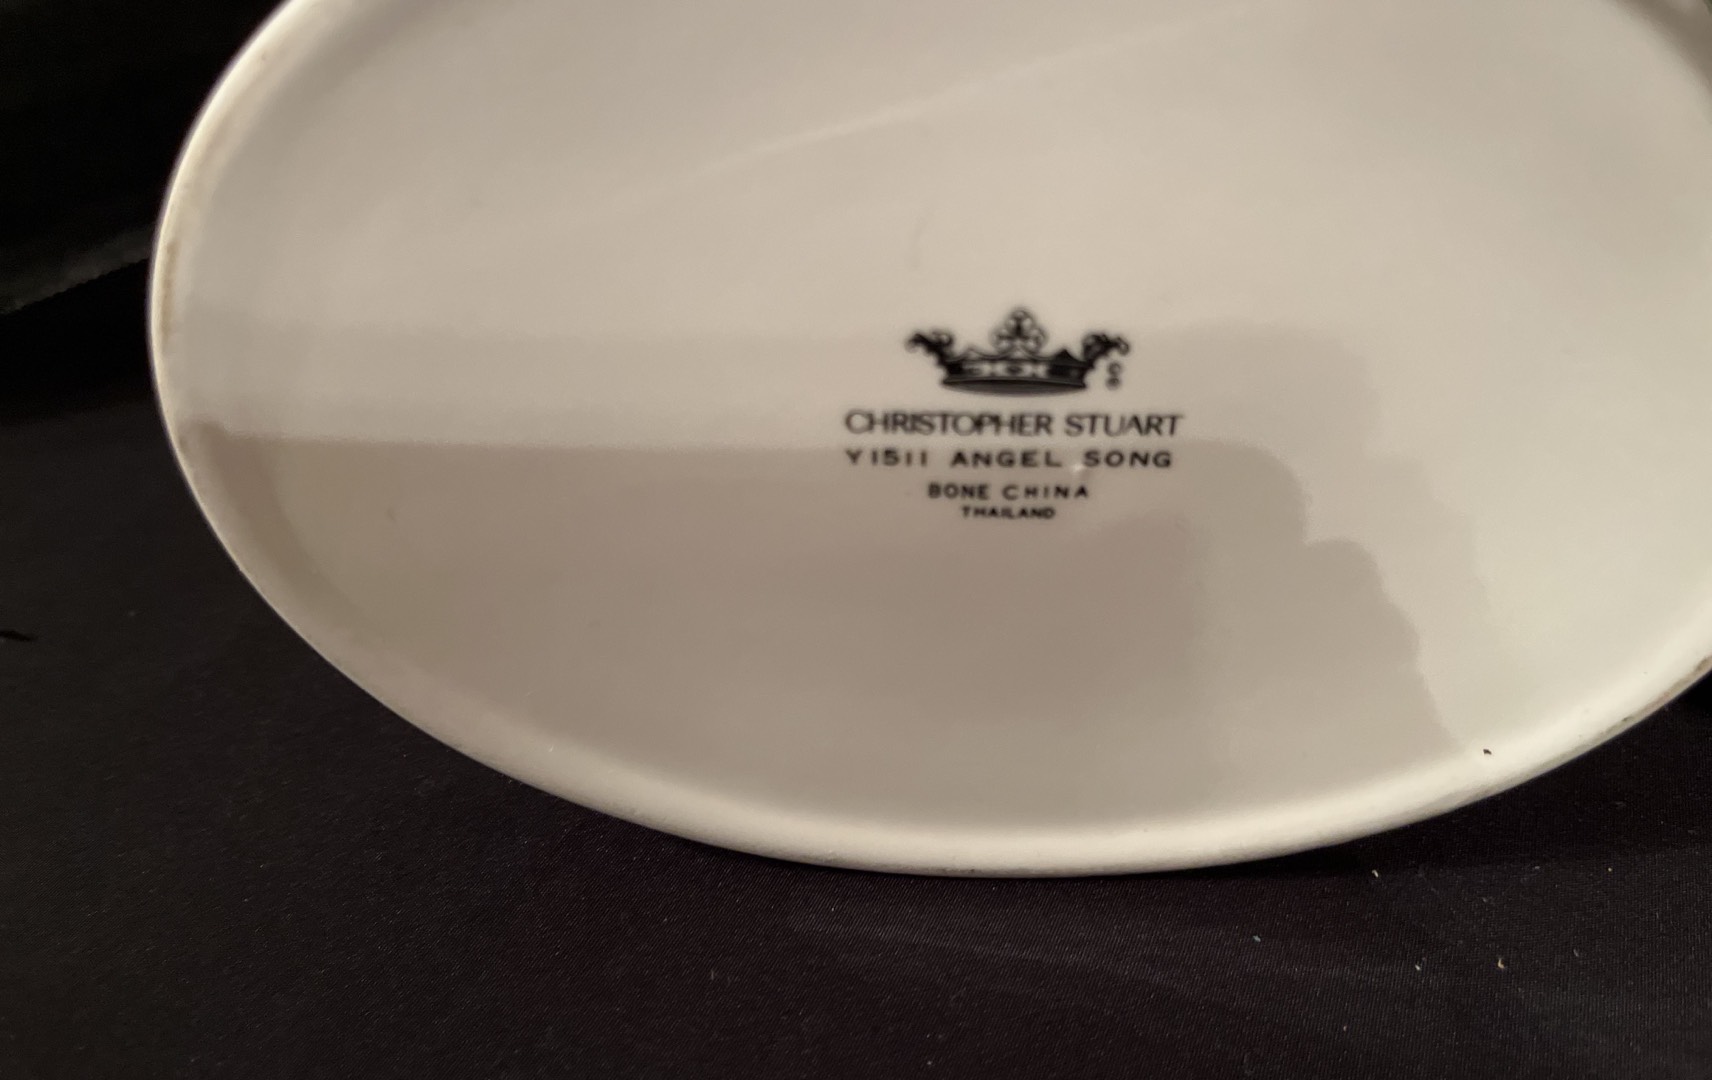 CHRISTOPHER STUART
Y1511 ANGEL SONG
BONE CHINA
THAILAND